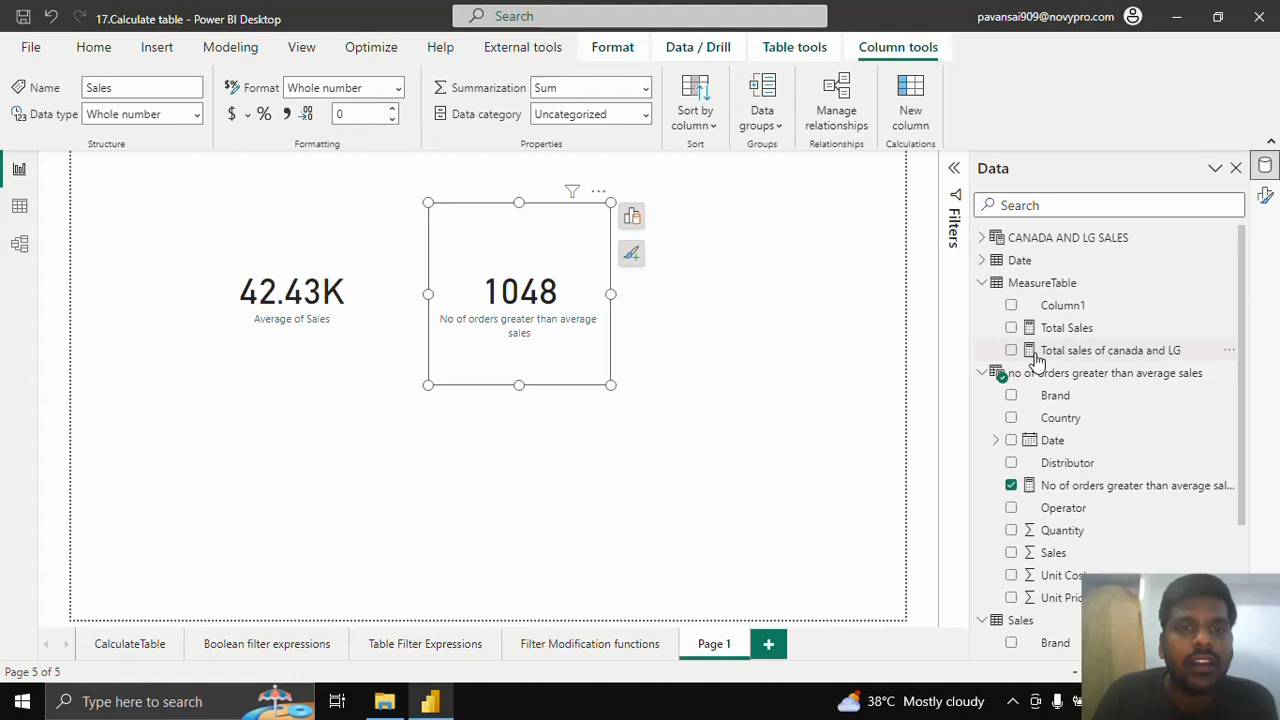 17.Calculate table - Power BI Desktop
Search
pavansai909@novypro.com
File
Home
Insert
Modeling
View
Optimize
Help
External tools
Format
Data / Drill
Table tools
Column tools
Name
Sales
Format
Whole number
Summarization
Sum
Data type
Whole number
$
%
0
Data category
Uncategorized
Sort by
column
Data
groups
Manage
relationships
New
column
Structure
Formatting
Properties
Sort
Groups
Relationships
Calculations
42.43K
Average of Sales
1048
No of orders greater than average
sales
Filters
Data
Search
CANADA AND LG SALES
Date
MeasureTable
Column1
Total Sales
Total sales of canada and LG
no of orders greater than average sales
Brand
Country
Date
Distributor
No of orders greater than average sal...
Operator
Quantity
Sales
Unit
Unit
Sales
Brand
CalculateTable
Boolean filter expressions
Table Filter Expressions
Filter Modification functions
Page 1
Page 5 of 5
Type here to search
38°C Mostly cloudy